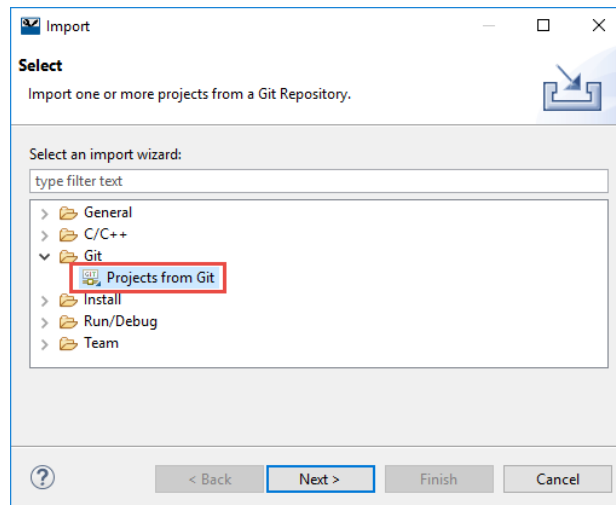 Import
Select
Import one or more projects from a Git Repository.
Select an import wizard:
type filter text
General
C/C++
Git
GIT
Projects from Git
Install
Run/Debug
Team
?
< Back
Next >
Finish
Cancel